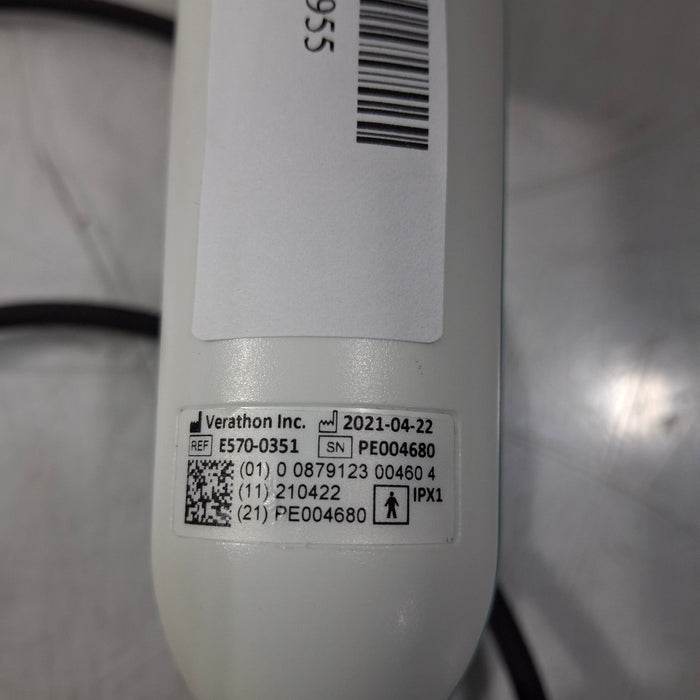 955
Verathon Inc. 2021-04-22
REF E570-0351 SN PE004680
(01) 0 0879123 00460 4
(11) 210422
IPX1
(21) PE004680